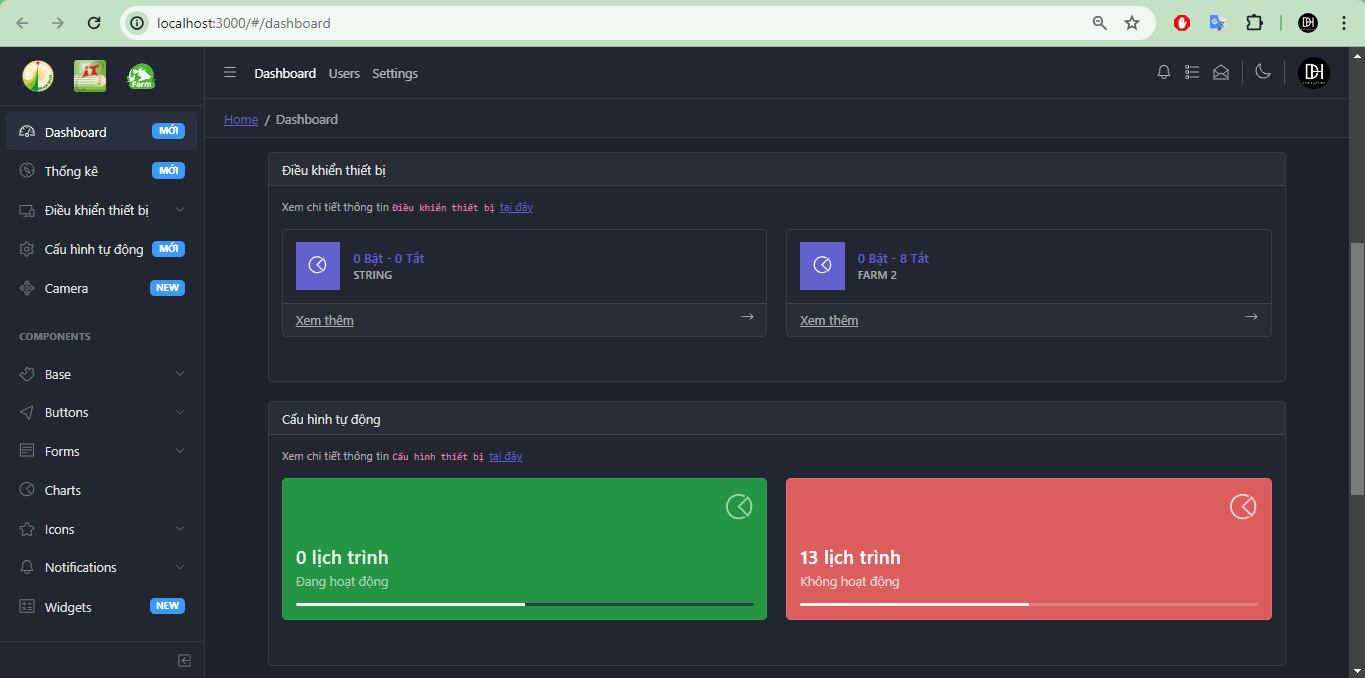 localhost:3000/#/dashboard
JT
Farm
Dashboard Users Settings
DH
Home / Dashboard
Dashboard MỚI
Thống kê MỚI
Điều khiển thiết bị
Cấu hình tự động MỚI
Camera NEW
COMPONENTS
Base
Buttons
Forms
Charts
Icons
Notifications
Widgets NEW
Điều khiển thiết bị
Xem chi tiết thông tin Điều khiển thiết bị tại đây
0 Bật - 0 Tắt
STRING
Xem thêm
0 Bật - 8 Tắt
FARM 2
Xem thêm
Cấu hình tự động
Xem chi tiết thông tin Cấu hình thiết bị tại đây
0 lịch trình
Đang hoạt động
13 lịch trình
Không hoạt động